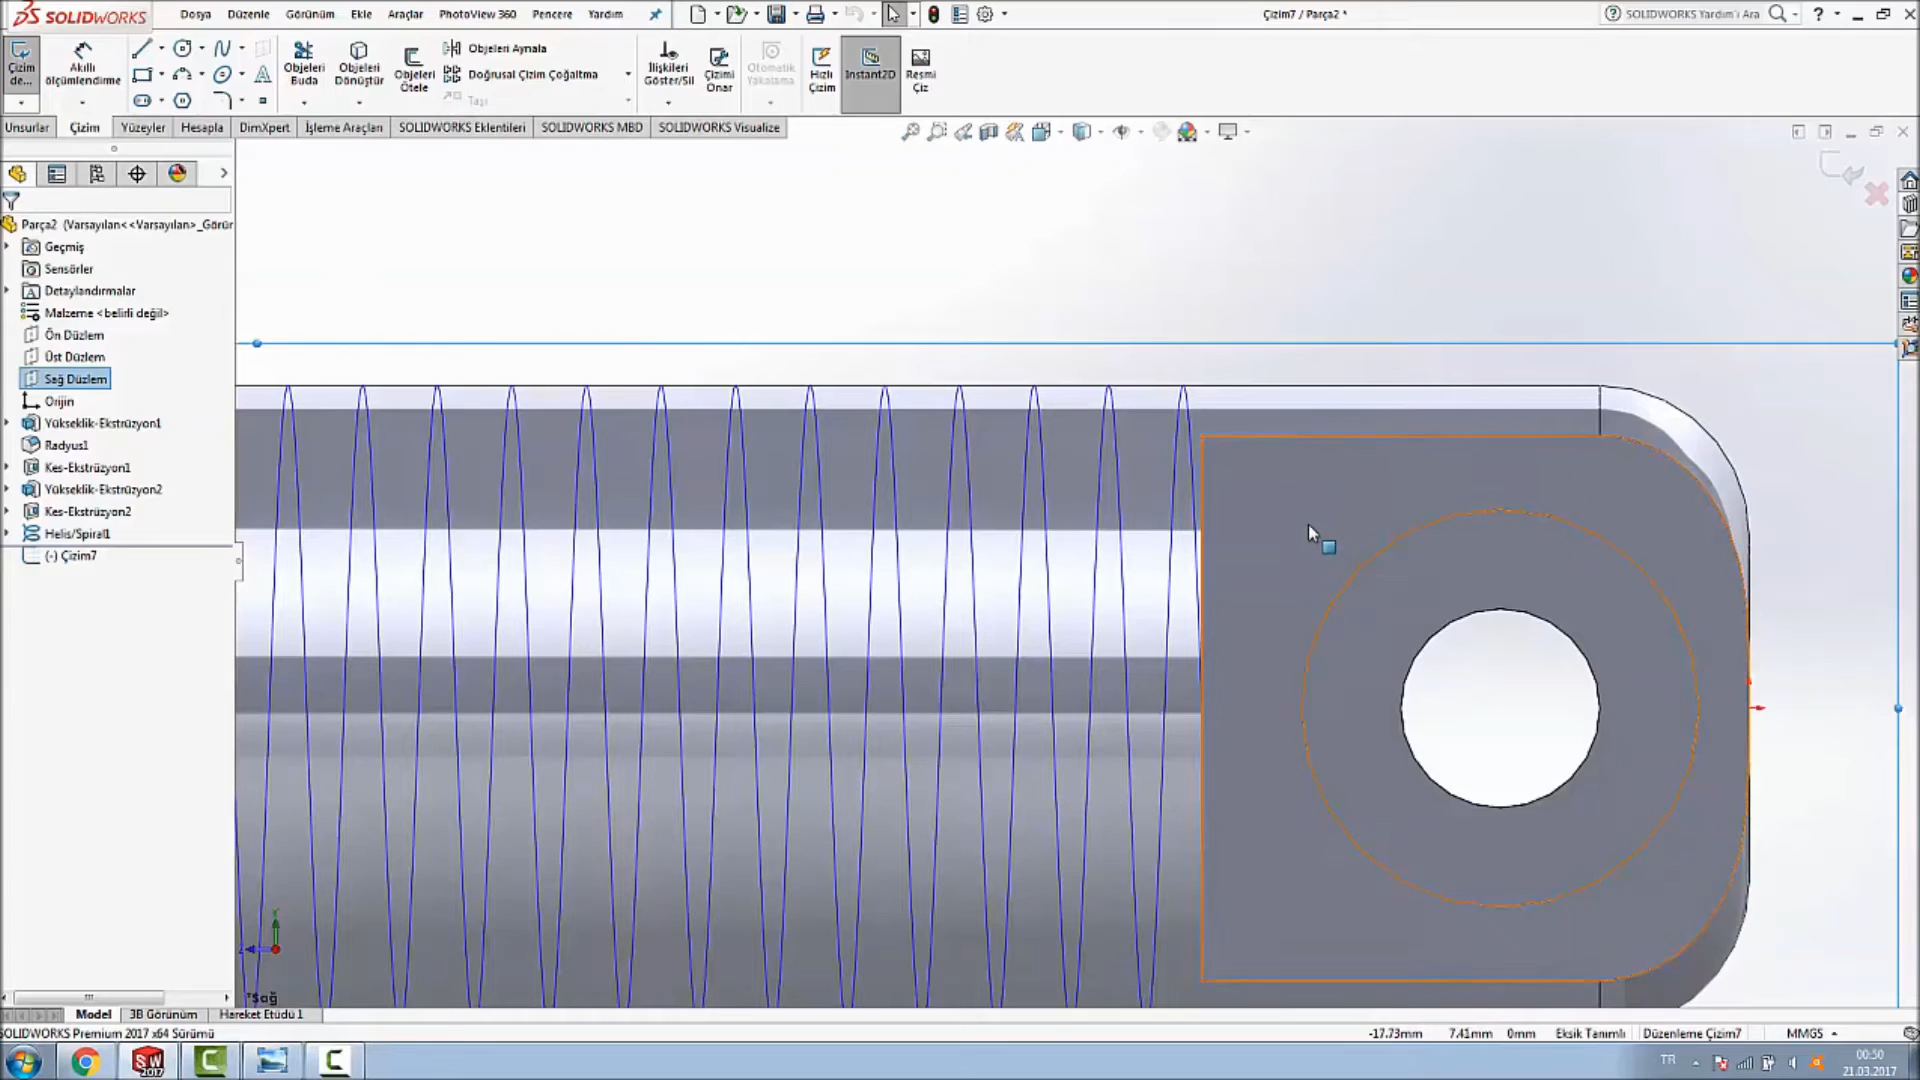 SOLIDWORKS
Dosya Düzenle Görünüm Ekle Araçlar PhotoView 360 Pencere Yardım
Çizim7 / Parça2 *
SOLIDWORKS Yardım'ı Ara
Çizim de...
Akıllı ölçümlendirme
Objeleri Buda
Objeleri Dönüştür
Objeleri Ötele
Objeleri Aynala
Doğrusal Çizim Çoğaltma
Taşı
İlişkileri Göster/Sil
Çizimi Onar
Otomatik Yakalama
Hızlı Çizim
Instant2D
Resmi Çiz
Unsurlar Çizim Yüzeyler Hesapla DimXpert İşleme Araçları SOLIDWORKS Eklentileri SOLIDWORKS MBD SOLIDWORKS Visualize
Parça2 (Varsayılan<<Varsayılan>_Görür
Geçmiş
Sensörler
Detaylandırmalar
Malzeme <belirli değil>
Ön Düzlem
Üst Düzlem
Sağ Düzlem
Orijin
Yükseklik-Ekstrüzyon1
Radyus1
Kes-Ekstrüzyon1
Yükseklik-Ekstrüzyon2
Kes-Ekstrüzyon2
Helis/Spiral1
(-) Çizim7
*Sağ
Model 3B Görünüm Hareket Etüdü 1
SOLIDWORKS Premium 2017 x64 Sürümü
-17.73mm 7.41mm 0mm Eksik Tanımlı Düzenleme Çizim7 MMGS
TR
00:50
21.03.2017